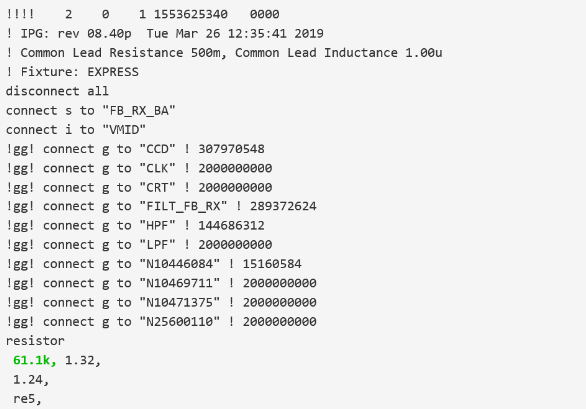 !!!!    2    0    1 1553625340   0000
! IPG: rev 08.40p  Tue Mar 26 12:35:41 2019
! Common Lead Resistance 500m, Common Lead Inductance 1.00u
! Fixture: EXPRESS
disconnect all
connect s to "FB_RX_BA"
connect i to "VMID"
!gg! connect g to "CCD" ! 307970548
!gg! connect g to "CLK" ! 2000000000
!gg! connect g to "CRT" ! 2000000000
!gg! connect g to "FILT_FB_RX" ! 289372624
!gg! connect g to "HPF" ! 144686312
!gg! connect g to "LPF" ! 2000000000
!gg! connect g to "N10446084" ! 15160584
!gg! connect g to "N10469711" ! 2000000000
!gg! connect g to "N10471375" ! 2000000000
!gg! connect g to "N25600110" ! 2000000000
resistor
61.1k, 1.32,
1.24,
re5,